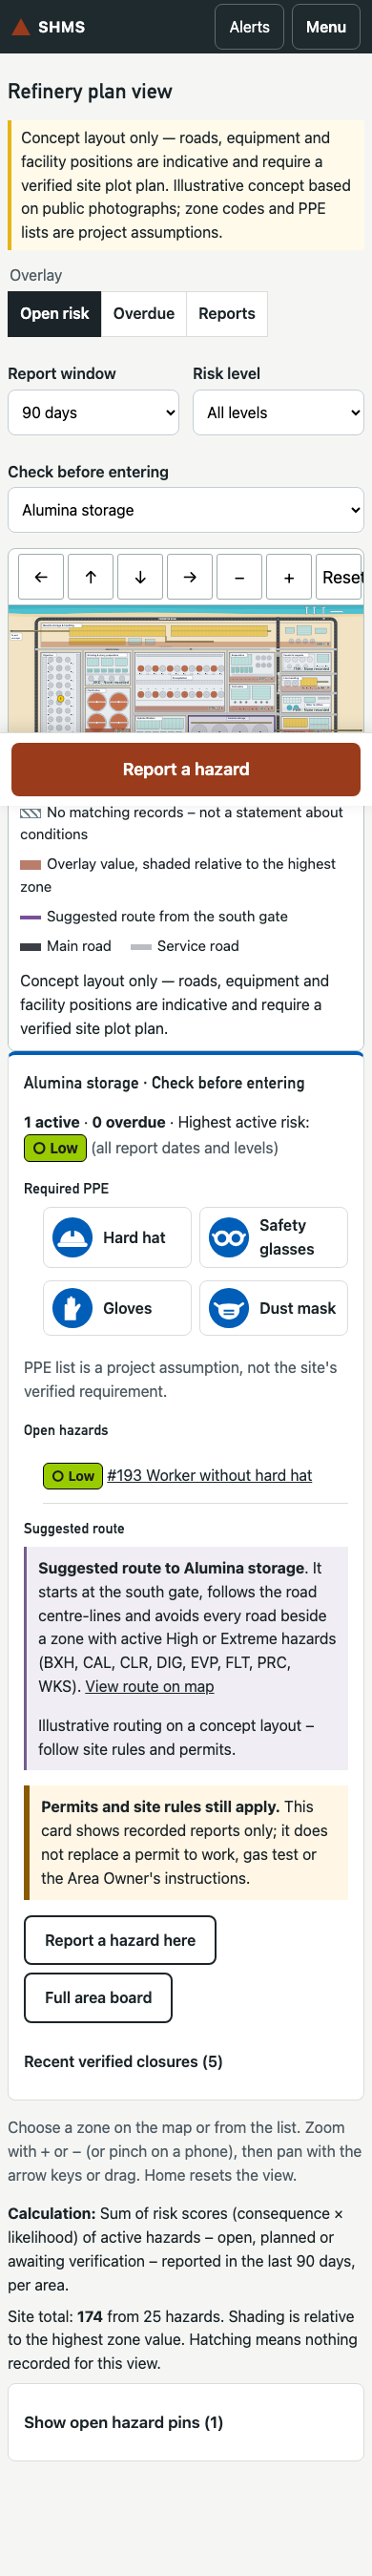 SHMS
Alerts
Menu
Refinery plan view
Concept layout only — roads, equipment and
facility positions are indicative and require a
verified site plot plan. Illustrative concept based
on public photographs; zone codes and PPE
lists are project assumptions.
Overlay
Open risk
Overdue
Reports
Report window
Risk level
90 days
All levels
Check before entering
Alumina storage
←
↑
↓
→
−
+
Reset
Report a hazard
No matching records – not a statement about
conditions
Overlay value, shaded relative to the highest
zone
Suggested route from the south gate
Main road
Service road
Concept layout only — roads, equipment and
facility positions are indicative and require a
verified site plot plan.
Alumina storage · Check before entering
1 active · 0 overdue · Highest active risk:
Low (all report dates and levels)
Required PPE
Hard hat
Safety
glasses
Gloves
Dust mask
PPE list is a project assumption, not the site's
verified requirement.
Open hazards
Low #193 Worker without hard hat
Suggested route
Suggested route to Alumina storage. It
starts at the south gate, follows the road
centre-lines and avoids every road beside
a zone with active High or Extreme hazards
(BXH, CAL, CLR, DIG, EVP, FLT, PRC,
WKS). View route on map
Illustrative routing on a concept layout –
follow site rules and permits.
Permits and site rules still apply. This
card shows recorded reports only; it does
not replace a permit to work, gas test or
the Area Owner's instructions.
Report a hazard here
Full area board
Recent verified closures (5)
Choose a zone on the map or from the list. Zoom
with + or − (or pinch on a phone), then pan with the
arrow keys or drag. Home resets the view.
Calculation: Sum of risk scores (consequence ×
likelihood) of active hazards – open, planned or
awaiting verification – reported in the last 90 days,
per area.
Site total: 174 from 25 hazards. Shading is relative
to the highest zone value. Hatching means nothing
recorded for this view.
Show open hazard pins (1)